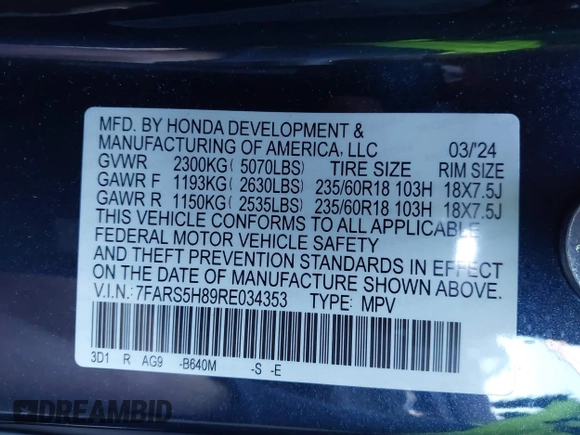 MFD. BY HONDA DEVELOPMENT &
MANUFACTURING OF AMERICA, LLC 03/'24
GVWR 2300KG( 5070LBS) TIRE SIZE RIM SIZE
GAWR F 1193KG( 2630LBS) 235/60R18 103H 18X7.5J
GAWR R 1150KG( 2535LBS) 235/60R18 103H 18X7.5J
THIS VEHICLE CONFORMS TO ALL APPLICABLE
FEDERAL MOTOR VEHICLE SAFETY
AND THEFT PREVENTION STANDARDS IN EFFECT
ON THE DATE OF MANUFACTURE SHOWN ABOVE.
V.I.N.: 7FARS5H89RE034353 TYPE: MPV
3D1 R AG9 -B640M -S -E
DREAMBID